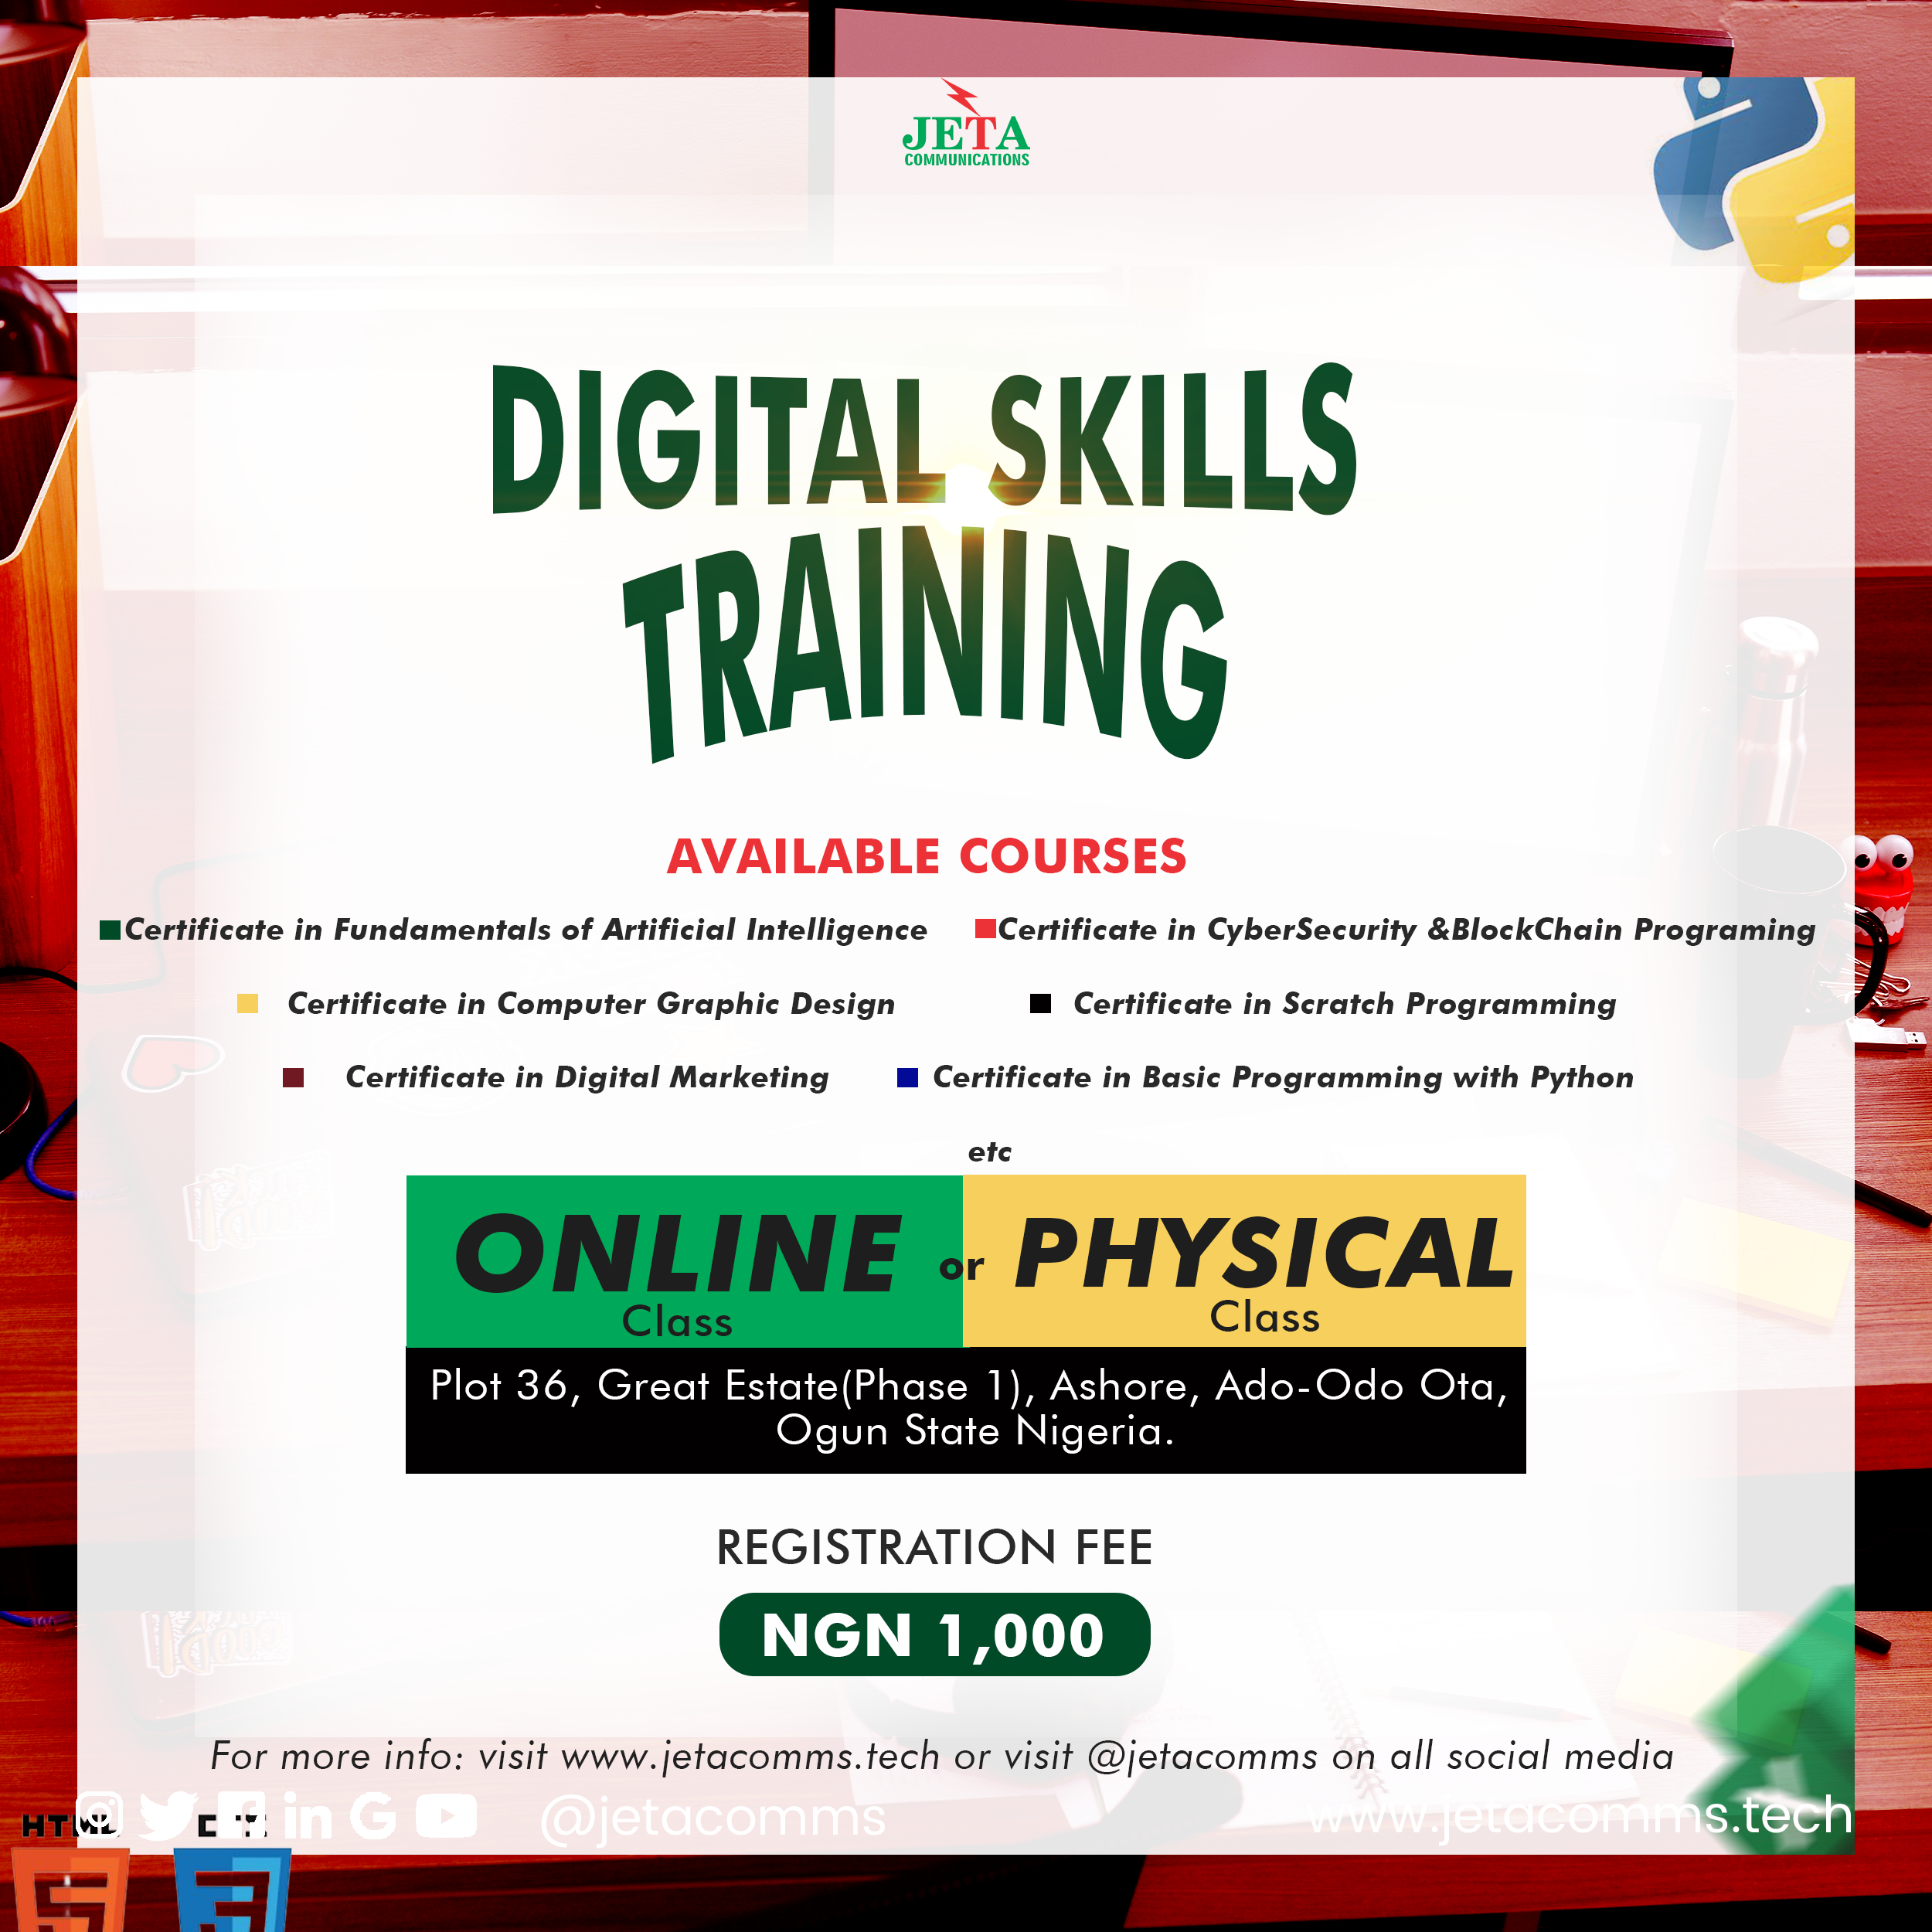 JETA
COMMUNICATIONS
DIGITAL SKILLS
TRAINING
AVAILABLE COURSES
Certificate in Fundamentals of Artificial Intelligence
Certificate in CyberSecurity &BlockChain Programing
Certificate in Computer Graphic Design
Certificate in Scratch Programming
Certificate in Digital Marketing
Certificate in Basic Programming with Python
etc
ONLINE or PHYSICAL
Class
Class
Plot 36, Great Estate(Phase 1), Ashore, Ado-Odo Ota,
Ogun State Nigeria.
REGISTRATION FEE
NGN 1,000
For more info: visit www.jetacomms.tech or visit @jetacomms on all social media
@jetacomms
www.jetacomms.tech
HTML